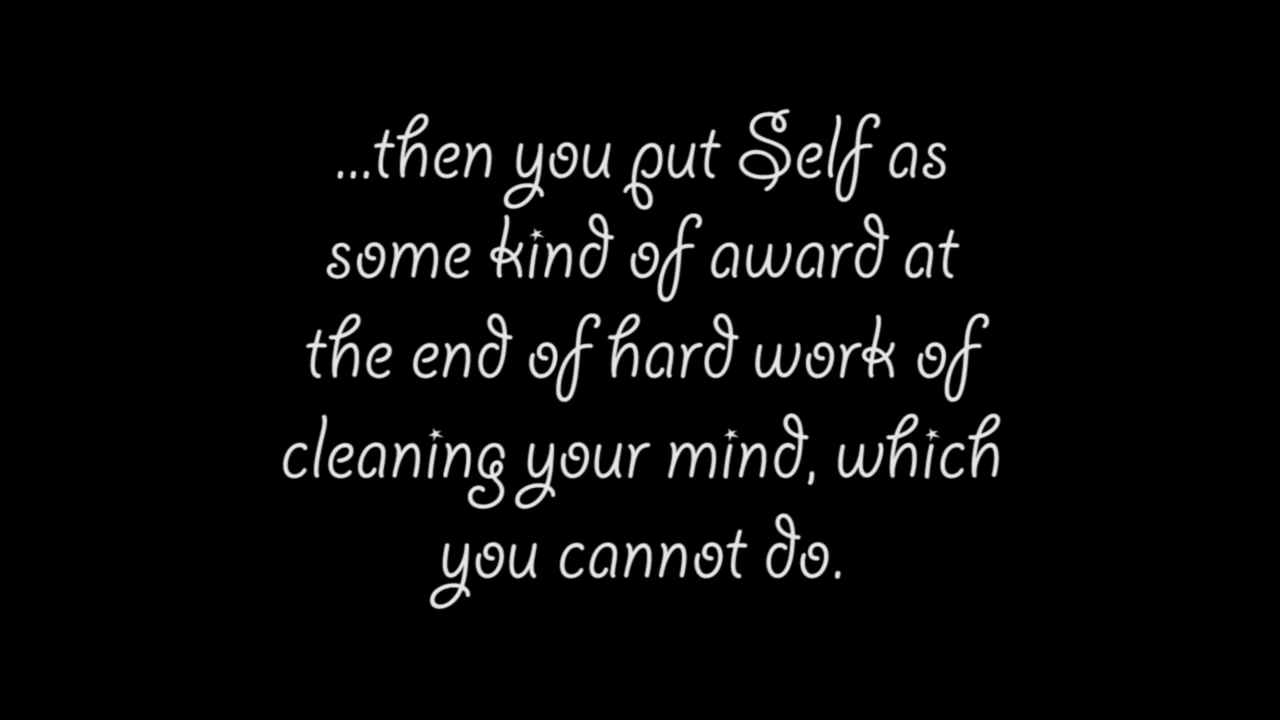 ...then you put Self as
some kind of award at
the end of hard work of
cleaning your mind, which
you cannot do.